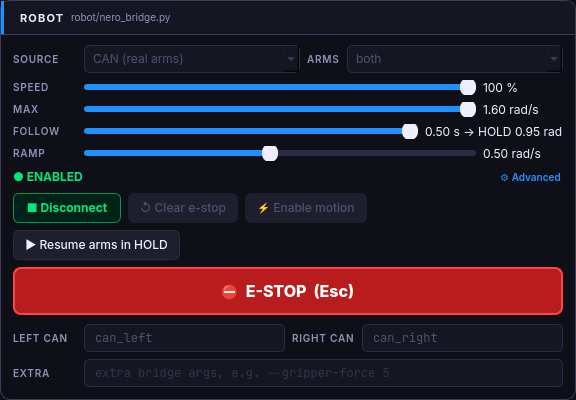 ROBOT robot/nero_bridge.py
SOURCE CAN (real arms) ARMS both
SPEED 100 %
MAX 1.60 rad/s
FOLLOW 0.50 s → HOLD 0.95 rad
RAMP 0.50 rad/s
● ENABLED ⚙ Advanced
■ Disconnect ↺ Clear e-stop ⚡ Enable motion
▶ Resume arms in HOLD
⛔ E-STOP (Esc)
LEFT CAN can_left RIGHT CAN can_right
EXTRA extra bridge args, e.g. --gripper-force 5